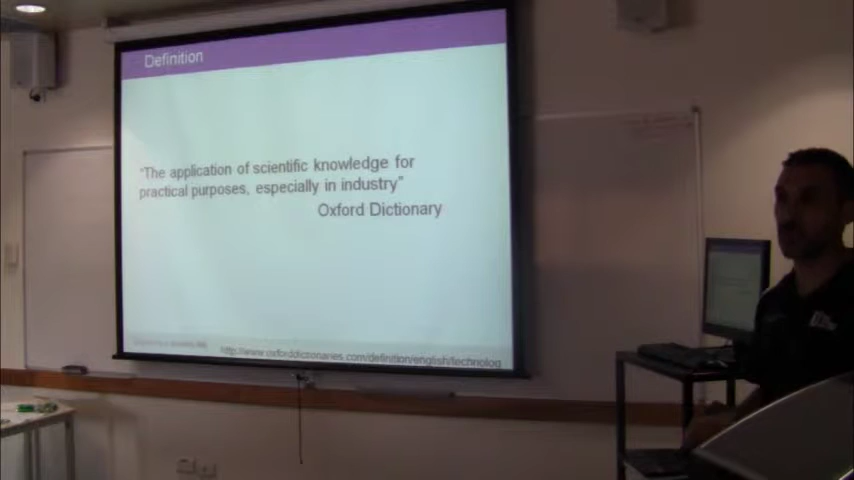 Definition
"The application of scientific knowledge for
practical purposes, especially in industry"
Oxford Dictionary
http://www.oxforddictionaries.com/definition/english/technolog